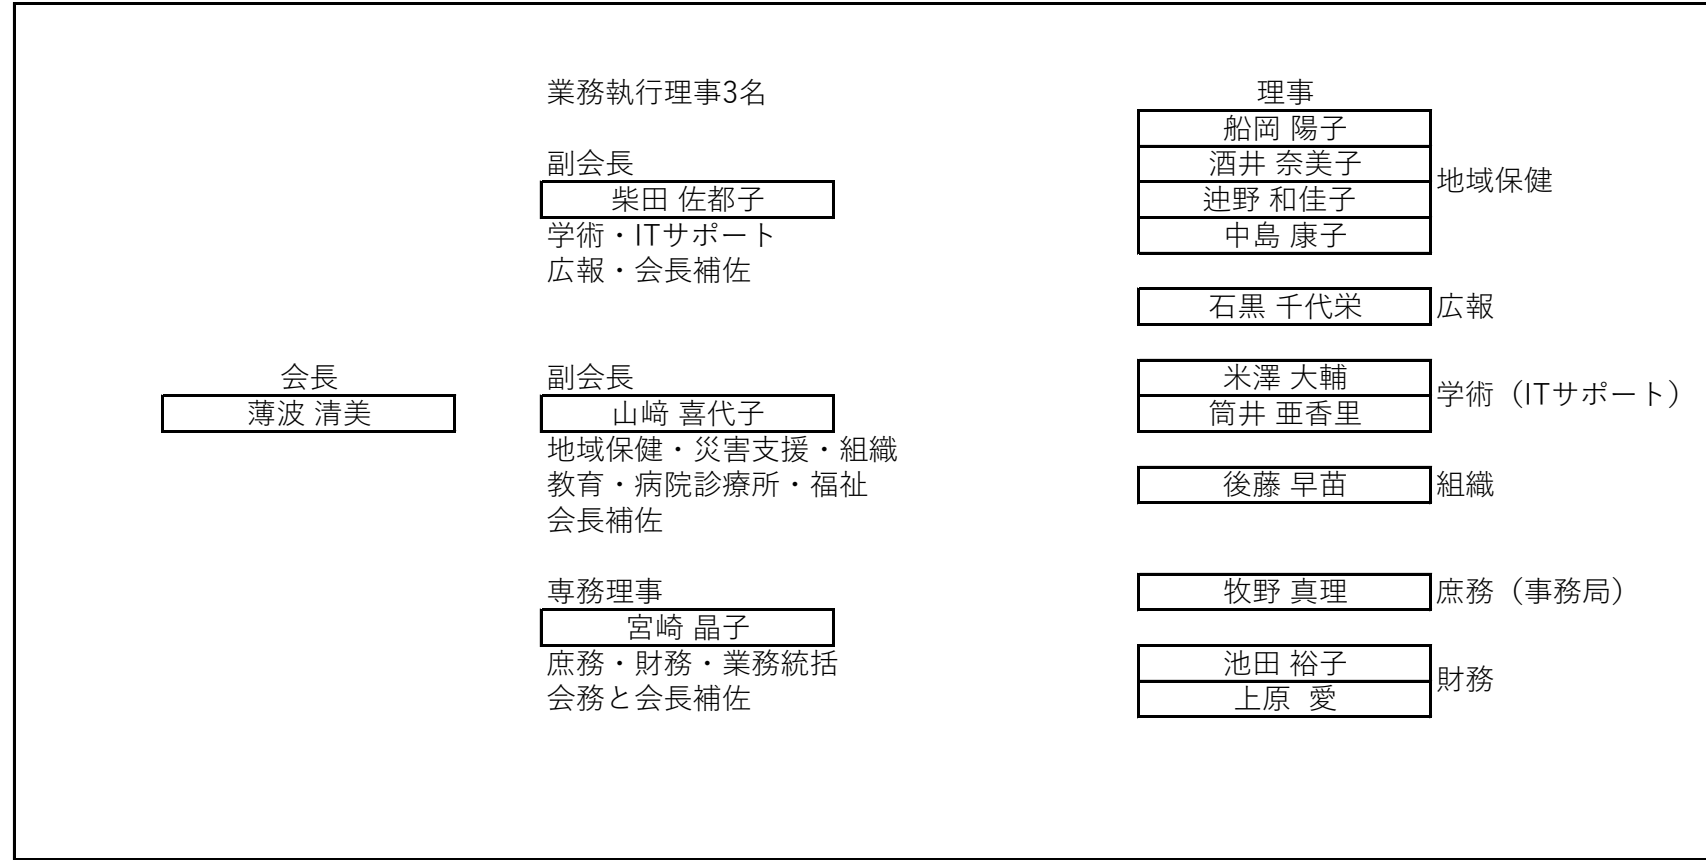 会長
薄波 清美
業務執行理事3名
副会長
柴田 佐都子
学術・ITサポート
広報・会長補佐
副会長
山﨑 喜代子
地域保健・災害支援・組織
教育・病院診療所・福祉
会長補佐
専務理事
宮崎 晶子
庶務・財務・業務統括
会務と会長補佐
理事
船岡 陽子
酒井 奈美子
迚野 和佳子
中島 康子
地域保健
石黒 千代栄
広報
米澤 大輔
筒井 亜香里
学術（ITサポート）
後藤 早苗
組織
牧野 真理
庶務（事務局）
池田 裕子
上原 愛
財務